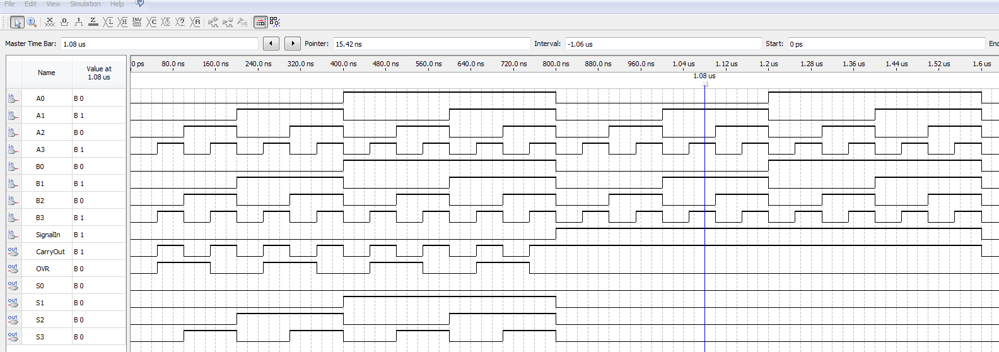 File Edit View Simulation Help
Master Time Bar: 1.08 us Pointer: 15.42 ns Interval: -1.06 us Start: 0 ps Enc
Name Value at 1.08 us
0 ps 80.0 ns 160.0 ns 240.0 ns 320.0 ns 400.0 ns 480.0 ns 560.0 ns 640.0 ns 720.0 ns 800.0 ns 880.0 ns 960.0 ns 1.04 us 1.12 us 1.2 us 1.28 us 1.36 us 1.44 us 1.52 us 1.6 us
1.08 us
in A0 B 0
in A1 B 1
in A2 B 0
in A3 B 1
in B0 B 0
in B1 B 1
in B2 B 0
in B3 B 1
in SignalIn B 1
out CarryOut B 1
out OVR B 0
out S0 B 0
out S1 B 0
out S2 B 0
out S3 B 0